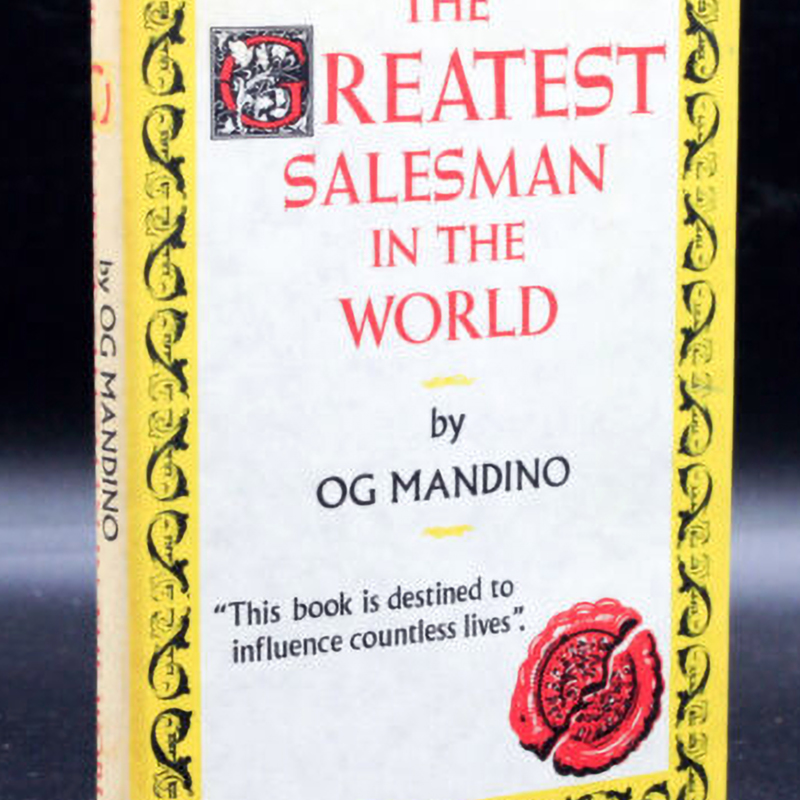 THE
GREATEST
SALESMAN
IN THE
WORLD
by
OG MANDINO
“This book is destined to
influence countless lives”.
by OG MANDINO